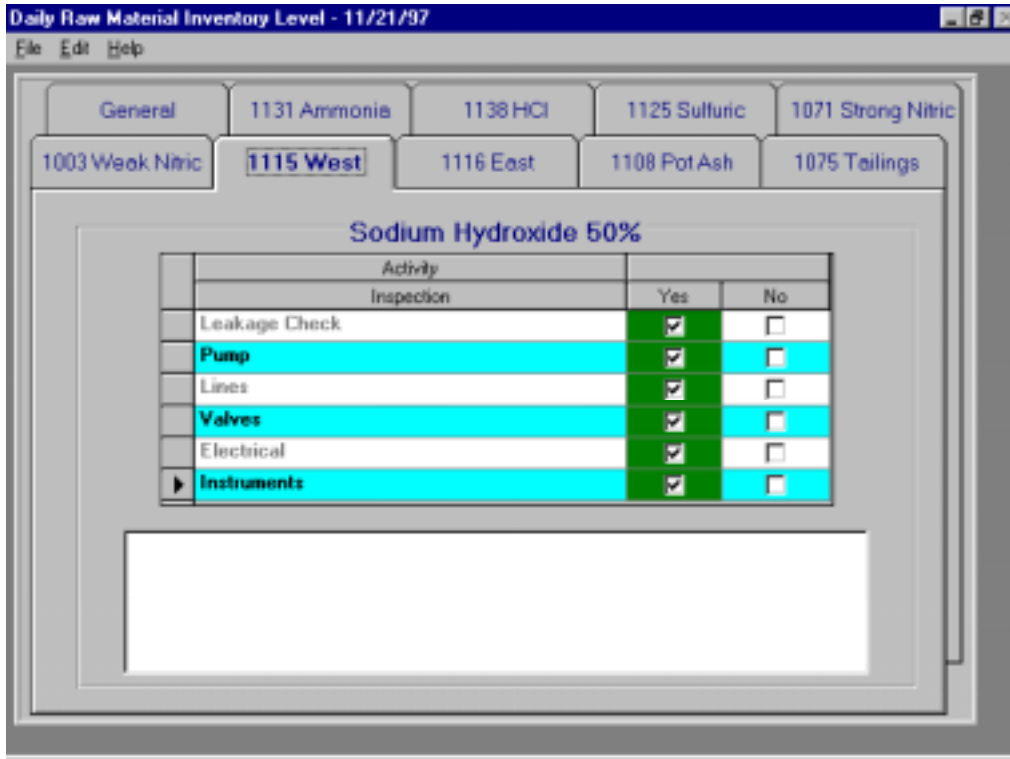 Daily Raw Material Inventory Level - 11/21/97
File Edit Help
General 1131 Ammonia 1138 HCl 1125 Sulfuric 1071 Strong Nitric
1003 Weak Nitric 1115 West 1116 East 1108 Pot Ash 1075 Tailings
Sodium Hydroxide 50%
Activity
Inspection Yes No
Leakage Check
Pump
Lines
Valves
Electrical
Instruments